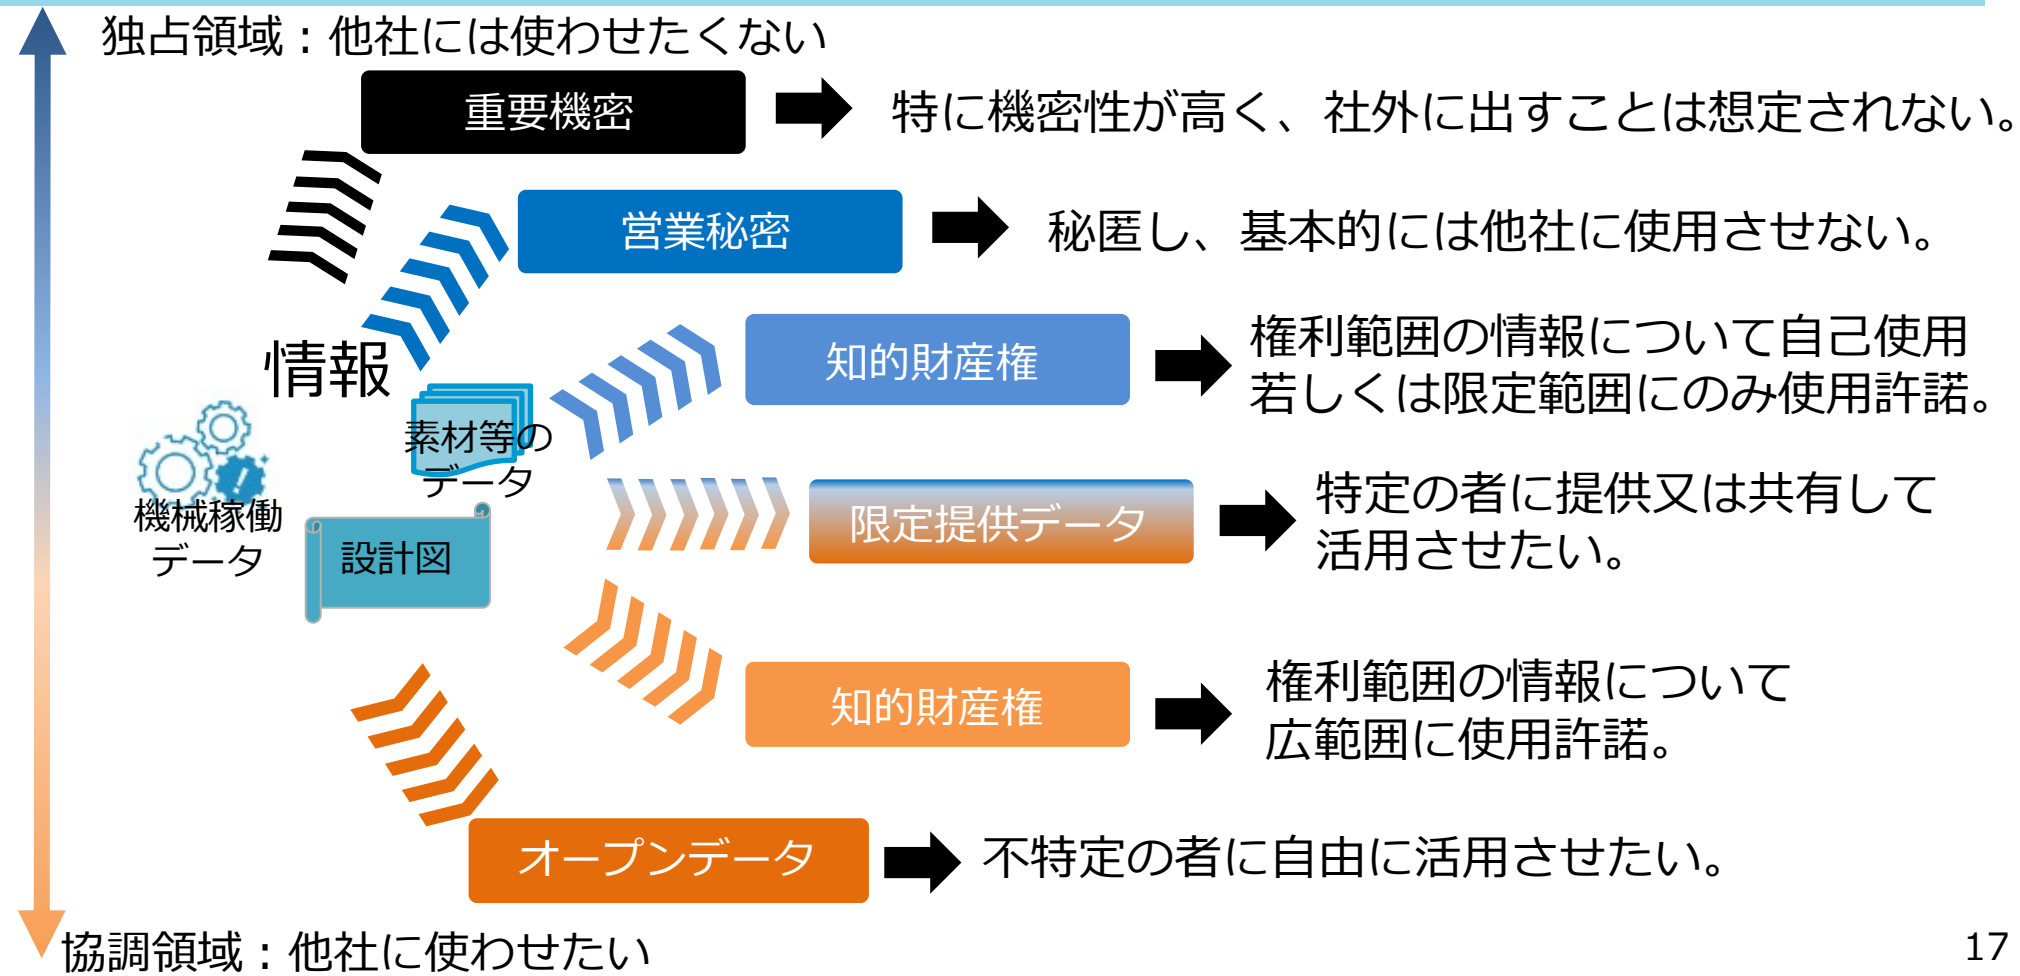 独占領域：他社には使わせたくない
重要機密
特に機密性が高く、社外に出すことは想定されない。
営業秘密
秘匿し、基本的には他社に使用させない。
情報
知的財産権
権利範囲の情報について自己使用
若しくは限定範囲にのみ使用許諾。
素材等の
データ
機械稼働
データ
設計図
限定提供データ
特定の者に提供又は共有して
活用させたい。
知的財産権
権利範囲の情報について
広範囲に使用許諾。
オープンデータ
不特定の者に自由に活用させたい。
協調領域：他社に使わせたい
17